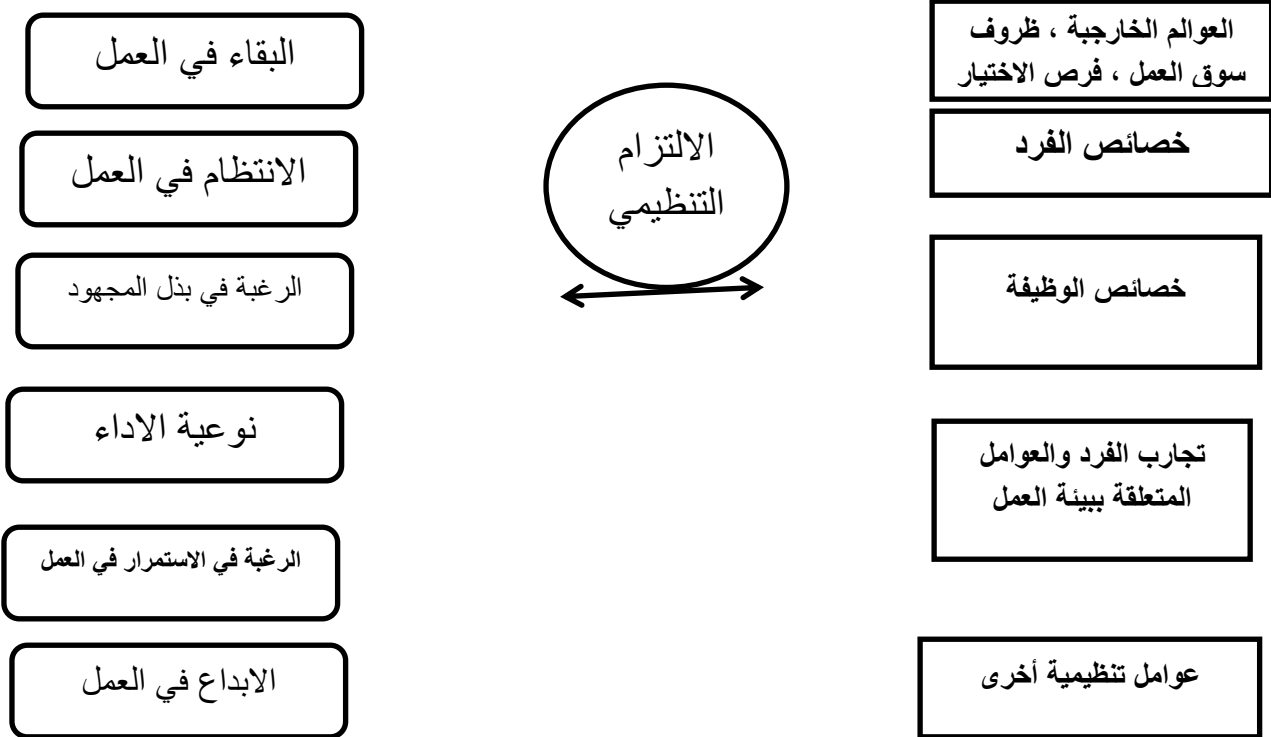 العوالم الخارجبة ، ظروف
سوق العمل ، فرص الاختيار
خصائص الفرد
خصائص الوظيفة
تجارب الفرد والعوامل
المتعلقة ببيئة العمل
عوامل تنظيمية أخرى
الالتزام
التنظيمي
البقاء في العمل
الانتظام في العمل
الرغبة في بذل المجهود
نوعية الاداء
الرغبة في الاستمرار في العمل
الابداع في العمل